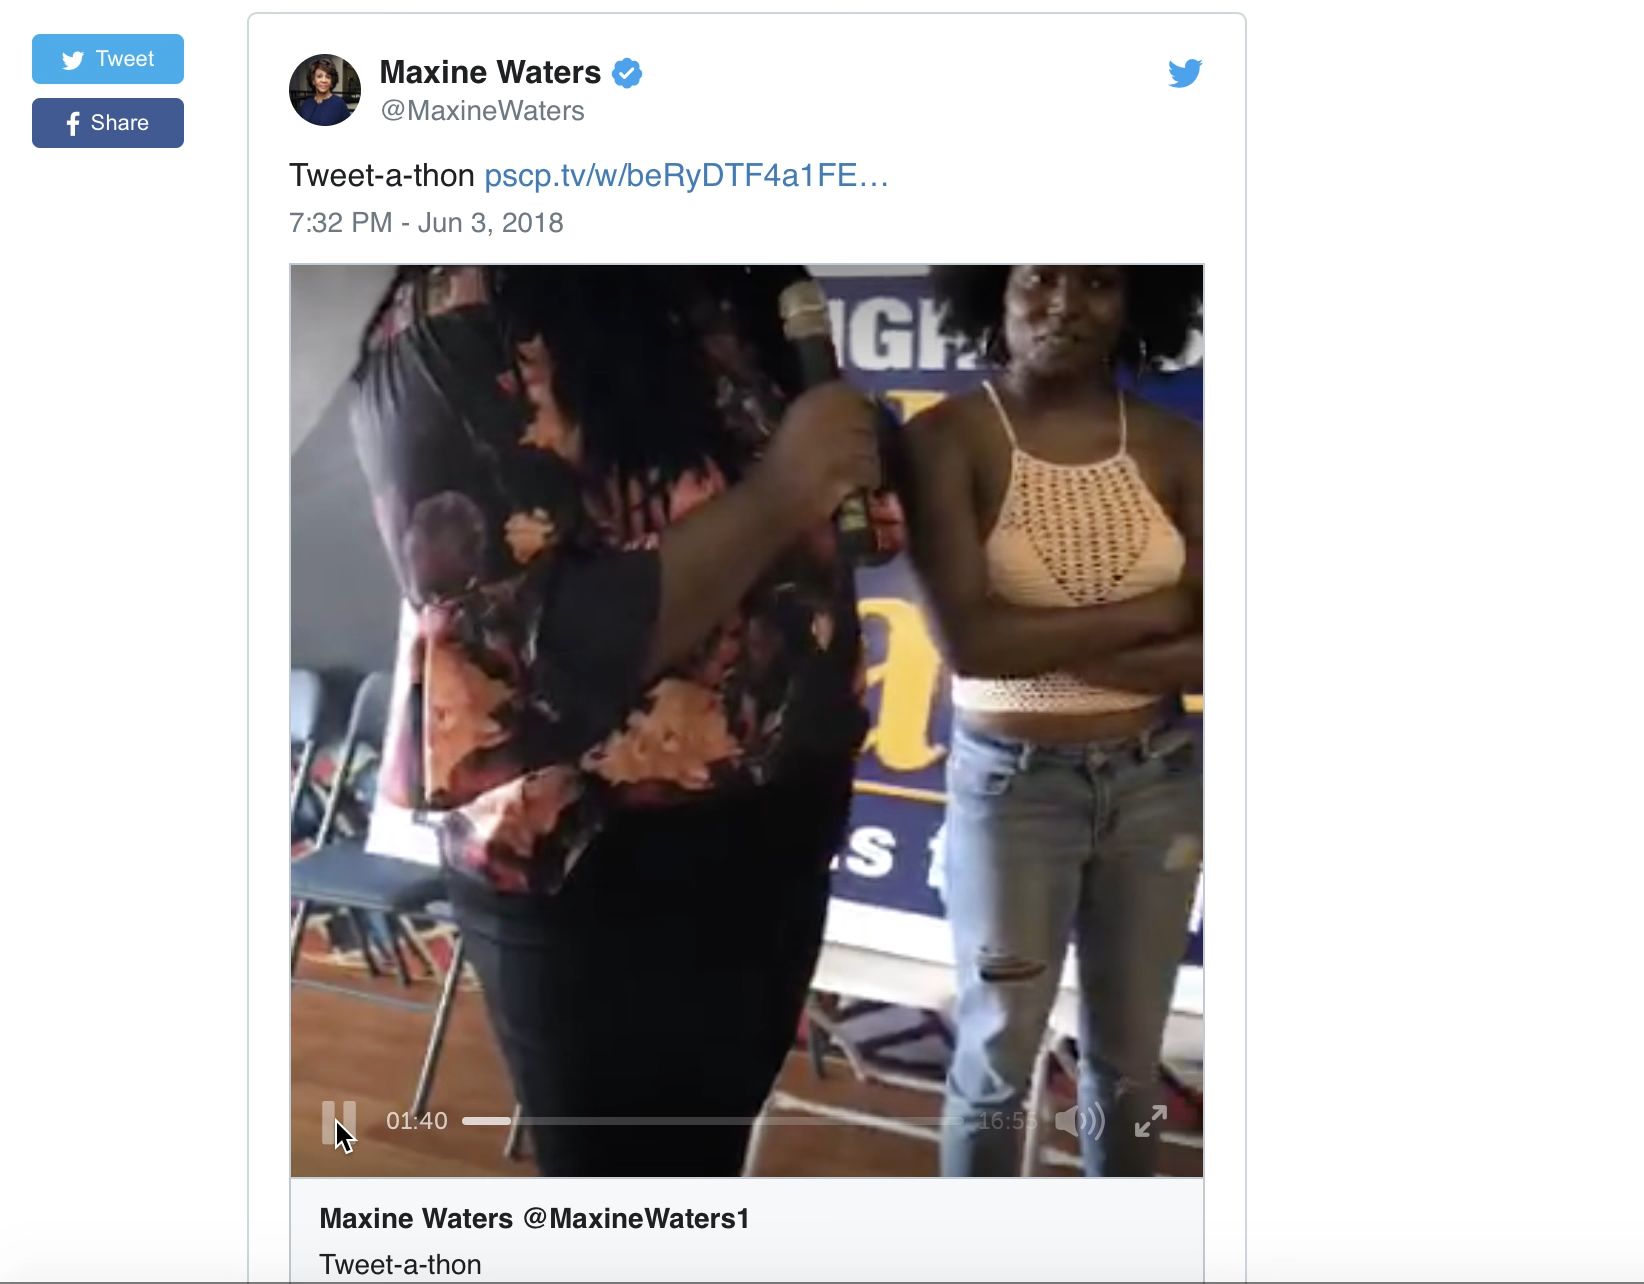 Tweet
Share
Maxine Waters
@MaxineWaters
Tweet-a-thon pscp.tv/w/beRyDTF4a1FE…
7:32 PM - Jun 3, 2018
IGH
a
s f
01:40
16:55
Maxine Waters @MaxineWaters1
Tweet-a-thon